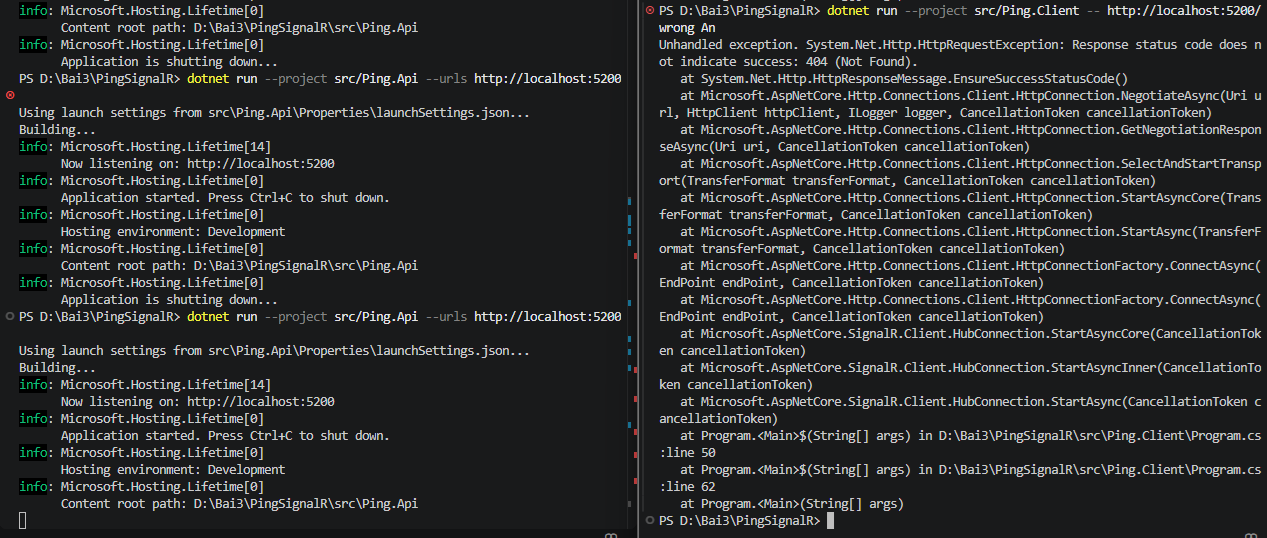 info: Microsoft.Hosting.Lifetime[0]
      Content root path: D:\Bai3\PingSignalR\src\Ping.Api
info: Microsoft.Hosting.Lifetime[0]
      Application is shutting down...
PS D:\Bai3\PingSignalR> dotnet run --project src/Ping.Api --urls http://localhost:5200
Using launch settings from src\Ping.Api\Properties\launchSettings.json...
Building...
info: Microsoft.Hosting.Lifetime[14]
      Now listening on: http://localhost:5200
info: Microsoft.Hosting.Lifetime[0]
      Application started. Press Ctrl+C to shut down.
info: Microsoft.Hosting.Lifetime[0]
      Hosting environment: Development
info: Microsoft.Hosting.Lifetime[0]
      Content root path: D:\Bai3\PingSignalR\src\Ping.Api
info: Microsoft.Hosting.Lifetime[0]
      Application is shutting down...
PS D:\Bai3\PingSignalR> dotnet run --project src/Ping.Api --urls http://localhost:5200
Using launch settings from src\Ping.Api\Properties\launchSettings.json...
Building...
info: Microsoft.Hosting.Lifetime[14]
      Now listening on: http://localhost:5200
info: Microsoft.Hosting.Lifetime[0]
      Application started. Press Ctrl+C to shut down.
info: Microsoft.Hosting.Lifetime[0]
      Hosting environment: Development
info: Microsoft.Hosting.Lifetime[0]
      Content root path: D:\Bai3\PingSignalR\src\Ping.Api
PS D:\Bai3\PingSignalR> dotnet run --project src/Ping.Client -- http://localhost:5200/
wrong An
Unhandled exception. System.Net.Http.HttpRequestException: Response status code does n
ot indicate success: 404 (Not Found).
   at System.Net.Http.HttpResponseMessage.EnsureSuccessStatusCode()
   at Microsoft.AspNetCore.Http.Connections.Client.HttpConnection.NegotiateAsync(Uri u
rl, HttpClient httpClient, ILogger logger, CancellationToken cancellationToken)
   at Microsoft.AspNetCore.Http.Connections.Client.HttpConnection.GetNegotiationRespon
seAsync(Uri uri, CancellationToken cancellationToken)
   at Microsoft.AspNetCore.Http.Connections.Client.HttpConnection.SelectAndStartTransp
ort(TransferFormat transferFormat, CancellationToken cancellationToken)
   at Microsoft.AspNetCore.Http.Connections.Client.HttpConnection.StartAsyncCore(Trans
ferFormat transferFormat, CancellationToken cancellationToken)
   at Microsoft.AspNetCore.Http.Connections.Client.HttpConnection.StartAsync(TransferF
ormat transferFormat, CancellationToken cancellationToken)
   at Microsoft.AspNetCore.Http.Connections.Client.HttpConnectionFactory.ConnectAsync(
EndPoint endPoint, CancellationToken cancellationToken)
   at Microsoft.AspNetCore.Http.Connections.Client.HttpConnectionFactory.ConnectAsync(
EndPoint endPoint, CancellationToken cancellationToken)
   at Microsoft.AspNetCore.SignalR.Client.HubConnection.StartAsyncCore(CancellationTok
en cancellationToken)
   at Microsoft.AspNetCore.SignalR.Client.HubConnection.StartAsyncInner(CancellationTo
ken cancellationToken)
   at Microsoft.AspNetCore.SignalR.Client.HubConnection.StartAsync(CancellationToken c
ancellationToken)
   at Program.<Main>$(String[] args) in D:\Bai3\PingSignalR\src\Ping.Client\Program.cs
:line 50
   at Program.<Main>$(String[] args) in D:\Bai3\PingSignalR\src\Ping.Client\Program.cs
:line 62
   at Program.<Main>(String[] args)
PS D:\Bai3\PingSignalR>